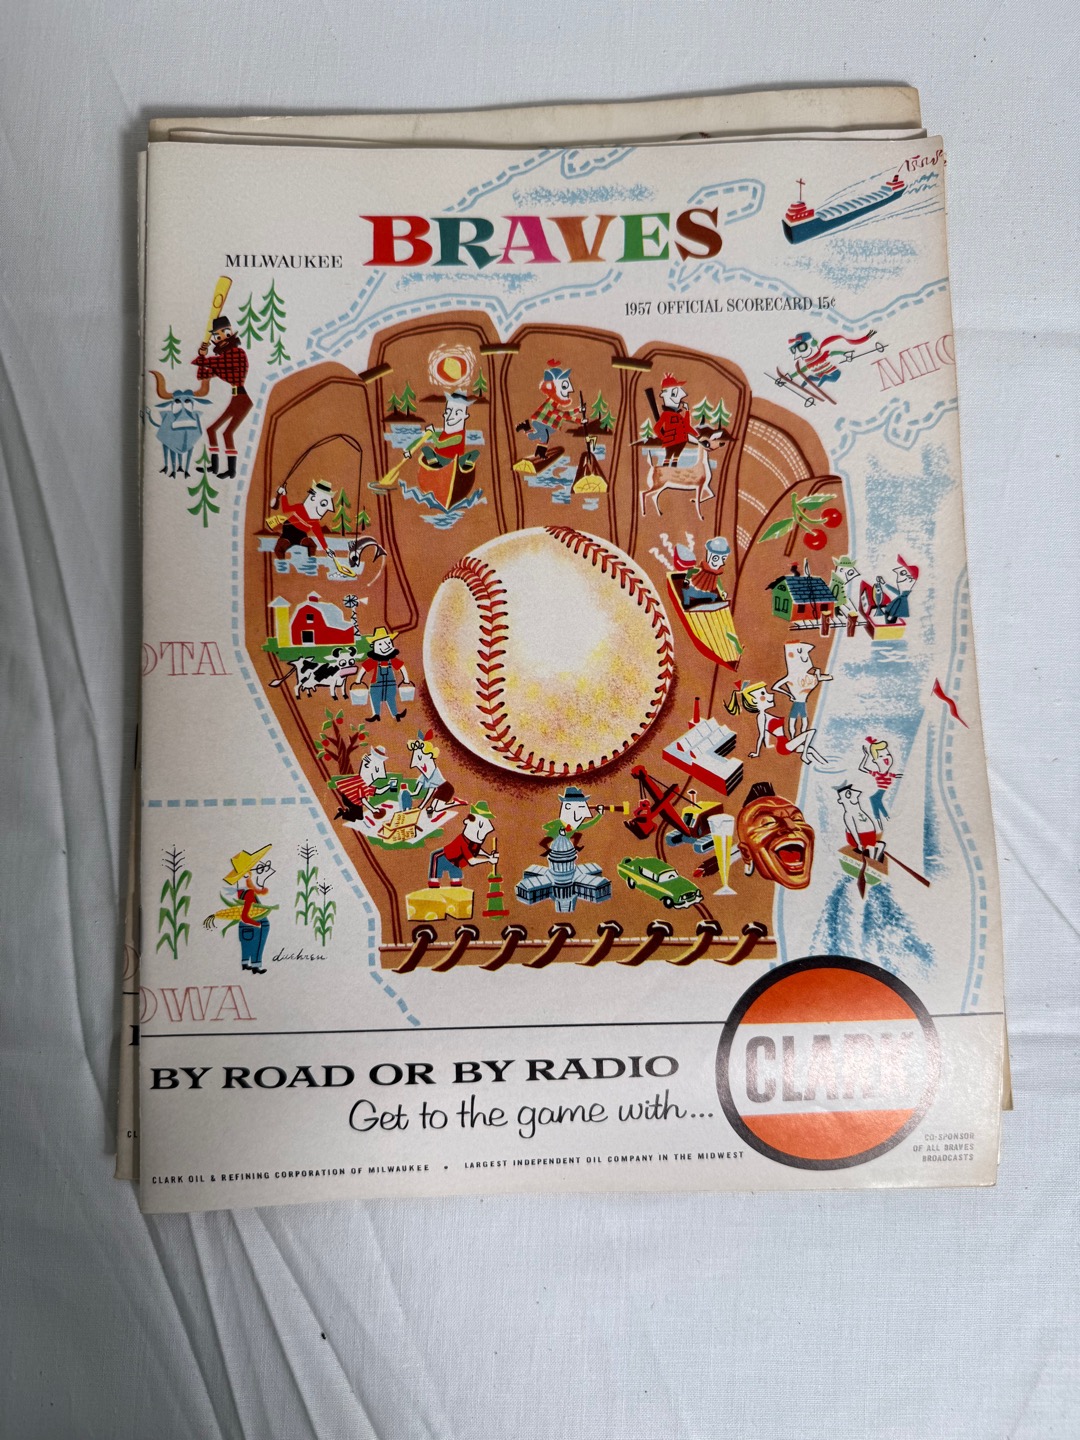 BRAVES
MILWAUKEE
1957 OFFICIAL SCORECARD 15¢
MIC
OTA
duehren
OWA
BY ROAD OR BY RADIO
Get to the game with...
CLARK
CO-SPONSOR
OF ALL BRAVES
BROADCASTS
CLARK OIL & REFINING CORPORATION OF MILWAUKEE • LARGEST INDEPENDENT OIL COMPANY IN THE MIDWEST
CL